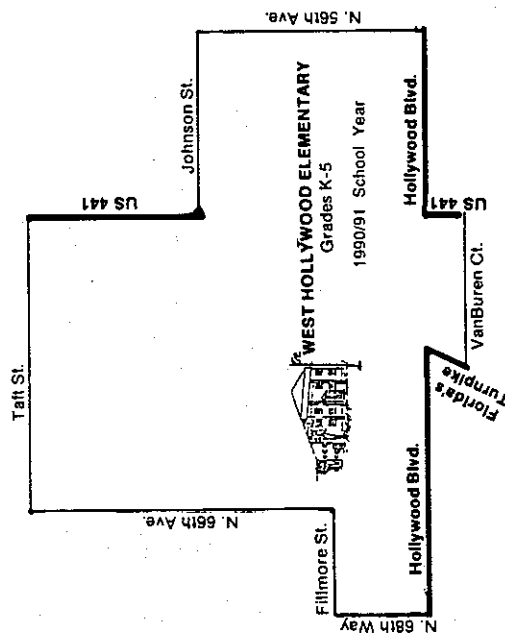 N. 56th Ave.
Johnson St.
US 441
Taft St.
WEST HOLLYWOOD ELEMENTARY
Grades K-5
1990/91 School Year
Hollywood Blvd.
US 441
VanBuren Ct.
Florida's
Turnpike
N. 66th Ave.
Fillmore St.
Hollywood Blvd.
N. 68th Way